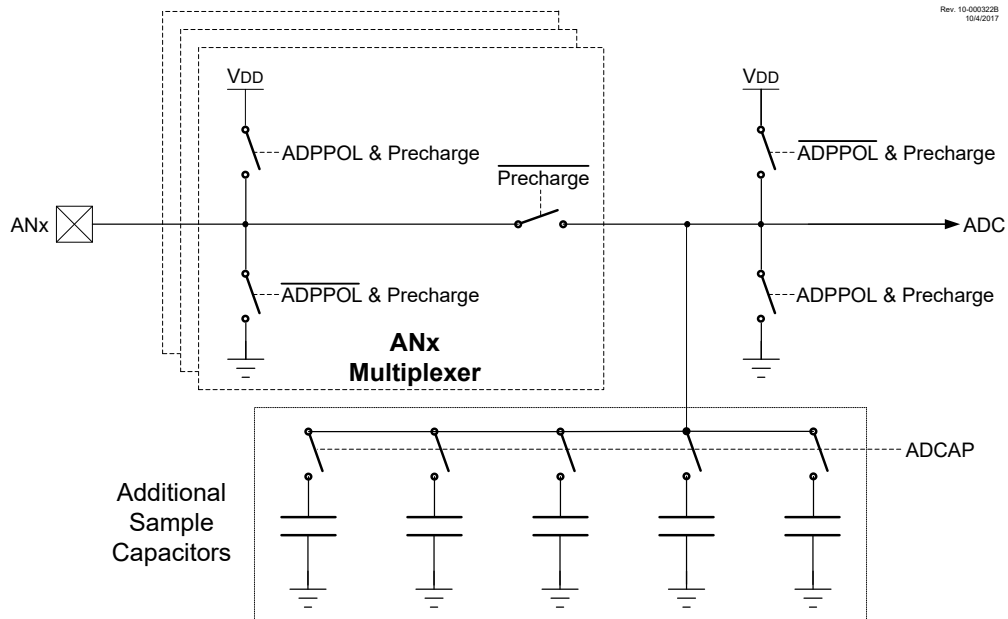 Rev. 10-000322B
10/4/2017
VDD
VDD
ADPPOL & Precharge
ADPPOL & Precharge
Precharge
ANx
ADC
ADPPOL & Precharge
ADPPOL & Precharge
ANx
Multiplexer
ADCAP
Additional
Sample
Capacitors